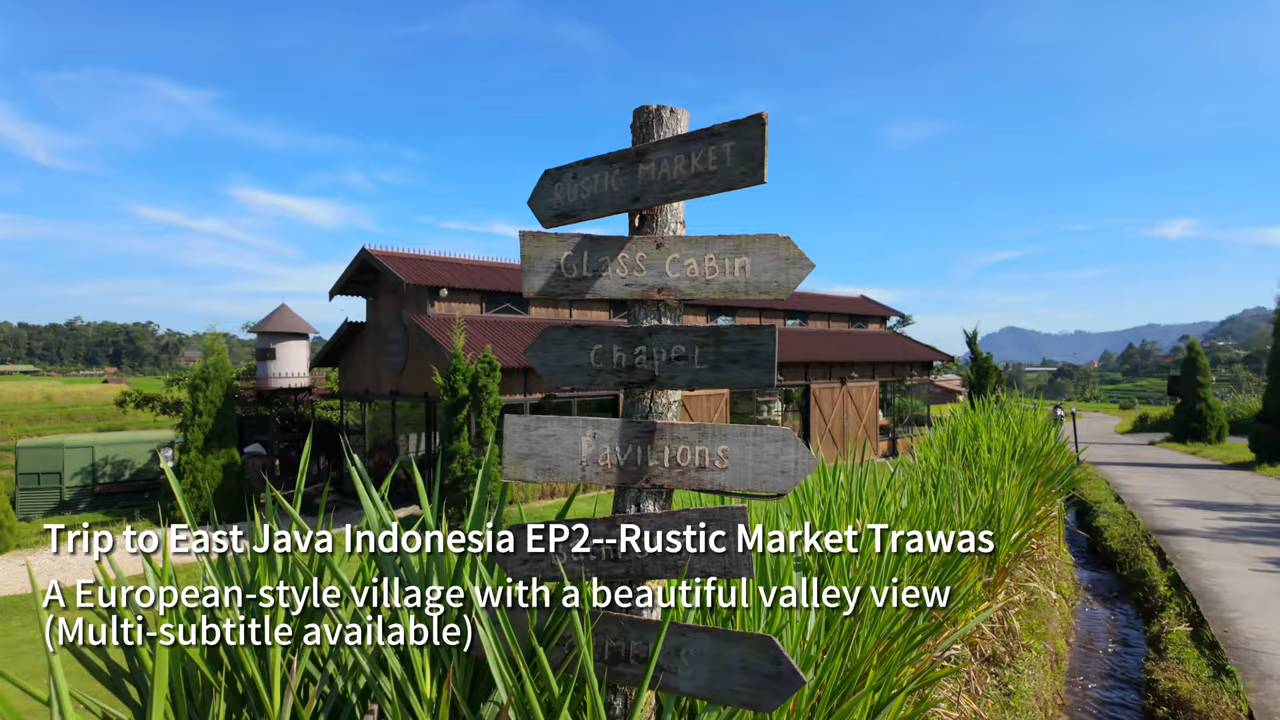 RUSTIC MARKET
GLASS CABIN
Chapel
PAVILIONS
Trip to East Java Indonesia EP2--Rustic Market Trawas
A European-style village with a beautiful valley view
(Multi-subtitle available)